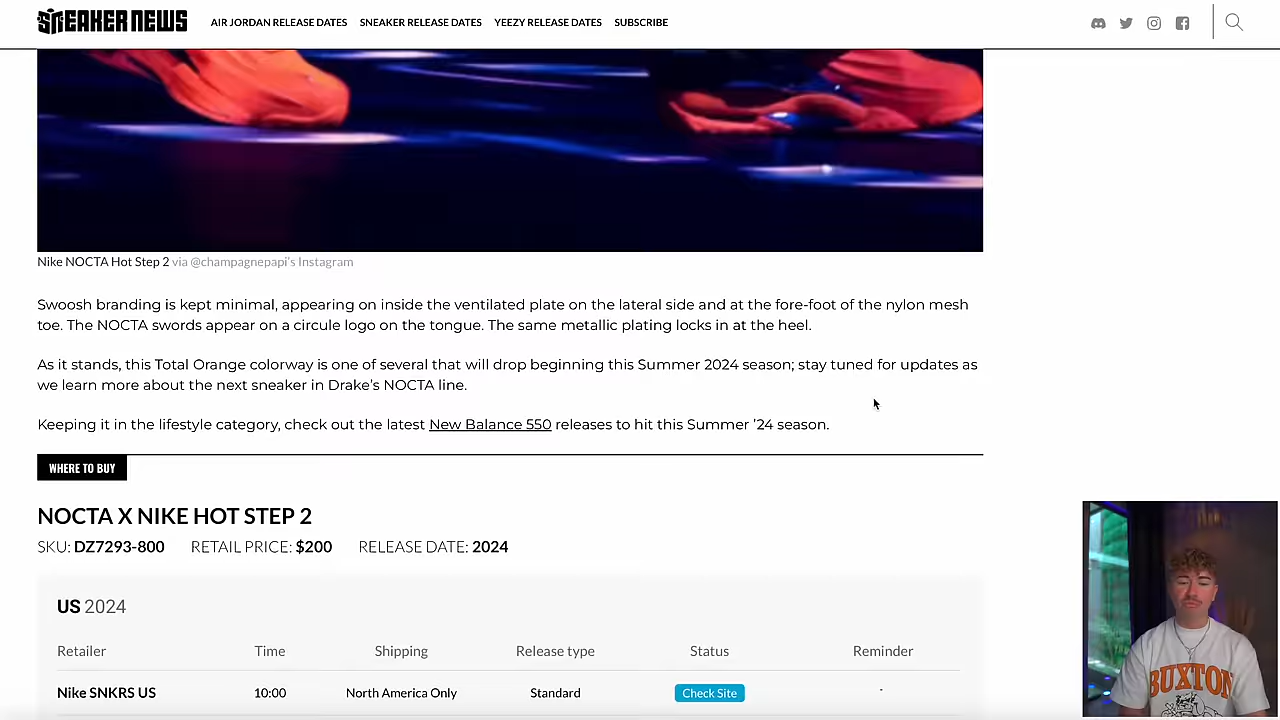 SNEAKER NEWS
AIR JORDAN RELEASE DATES SNEAKER RELEASE DATES YEEZY RELEASE DATES SUBSCRIBE
Nike NOCTA Hot Step 2 via @champagnepapi's Instagram
Swoosh branding is kept minimal, appearing on inside the ventilated plate on the lateral side and at the fore-foot of the nylon mesh
toe. The NOCTA swords appear on a circule logo on the tongue. The same metallic plating locks in at the heel.
As it stands, this Total Orange colorway is one of several that will drop beginning this Summer 2024 season; stay tuned for updates as
we learn more about the next sneaker in Drake's NOCTA line.
Keeping it in the lifestyle category, check out the latest New Balance 550 releases to hit this Summer '24 season.
WHERE TO BUY
NOCTA X NIKE HOT STEP 2
SKU: DZ7293-800 RETAIL PRICE: $200 RELEASE DATE: 2024
US 2024
Retailer Time Shipping Release type Status Reminder
Nike SNKRS US 10:00 North America Only Standard Check Site -
BUXTON